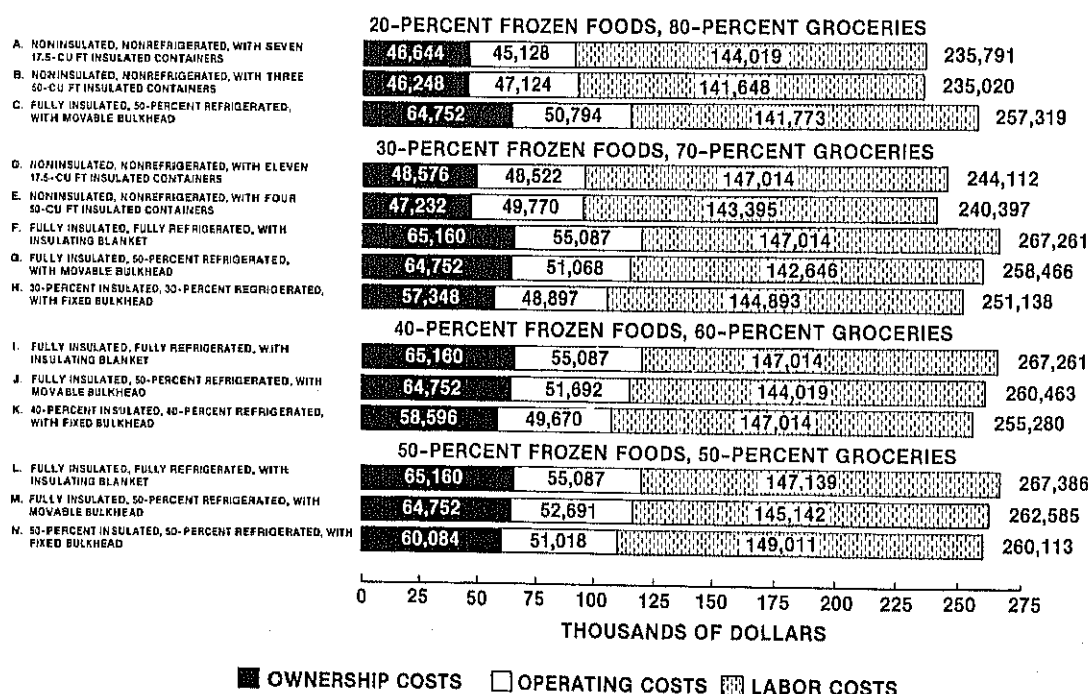 20-PERCENT FROZEN FOODS, 80-PERCENT GROCERIES
A. NONINSULATED, NONREFRIGERATED, WITH SEVEN
17.5-CU FT INSULATED CONTAINERS
46,644 45,128 144,019 235,791
B. NONINSULATED, NONREFRIGERATED, WITH THREE
50-CU FT INSULATED CONTAINERS
46,248 47,124 141,648 235,020
C. FULLY INSULATED, 50-PERCENT REFRIGERATED,
WITH MOVABLE BULKHEAD
64,752 50,794 141,773 257,319
30-PERCENT FROZEN FOODS, 70-PERCENT GROCERIES
D. NONINSULATED, NONREFRIGERATED, WITH ELEVEN
17.5-CU FT INSULATED CONTAINERS
48,576 48,522 147,014 244,112
E. NONINSULATED, NONREFRIGERATED, WITH FOUR
50-CU FT INSULATED CONTAINERS
47,232 49,770 143,395 240,397
F. FULLY INSULATED, FULLY REFRIGERATED, WITH
INSULATING BLANKET
65,160 55,087 147,014 267,261
G. FULLY INSULATED, 50-PERCENT REFRIGERATED,
WITH MOVABLE BULKHEAD
64,752 51,068 142,646 258,466
H. 30-PERCENT INSULATED, 30-PERCENT REGRIGERATED,
WITH FIXED BULKHEAD
57,348 48,897 144,893 251,138
40-PERCENT FROZEN FOODS, 60-PERCENT GROCERIES
I. FULLY INSULATED, FULLY REFRIGERATED, WITH
INSULATING BLANKET
65,160 55,087 147,014 267,261
J. FULLY INSULATED, 50-PERCENT REFRIGERATED, WITH
MOVABLE BULKHEAD
64,752 51,692 144,019 260,463
K. 40-PERCENT INSULATED, 40-PERCENT REFRIGERATED,
WITH FIXED BULKHEAD
58,596 49,670 147,014 255,280
50-PERCENT FROZEN FOODS, 50-PERCENT GROCERIES
L. FULLY INSULATED, FULLY REFRIGERATED, WITH
INSULATING BLANKET
65,160 55,087 147,139 267,386
M. FULLY INSULATED, 50-PERCENT REFRIGERATED, WITH
MOVABLE BULKHEAD
64,752 52,691 145,142 262,585
N. 50-PERCENT INSULATED, 50-PERCENT REFRIGERATED, WITH
FIXED BULKHEAD
60,084 51,018 149,011 260,113
0 25 50 75 100 125 150 175 200 225 250 275
THOUSANDS OF DOLLARS
OWNERSHIP COSTS OPERATING COSTS LABOR COSTS